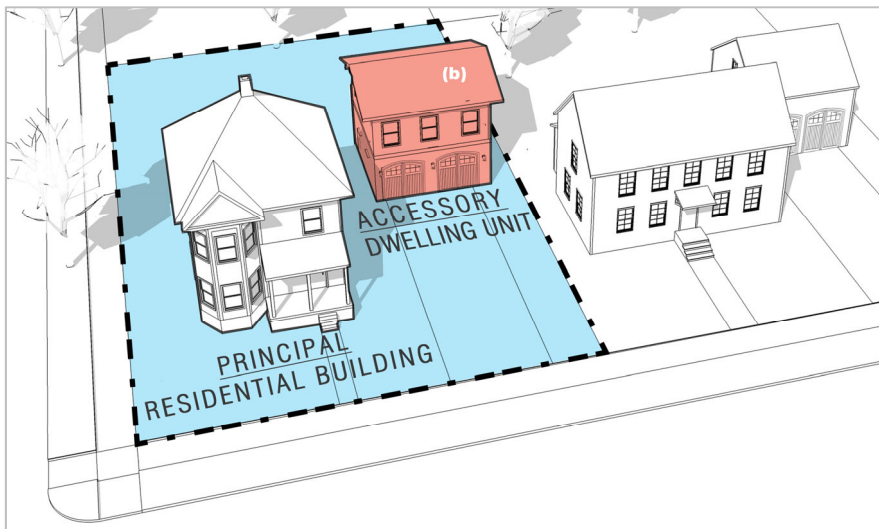 (b)
ACCESSORY
DWELLING UNIT
PRINCIPAL
RESIDENTIAL BUILDING